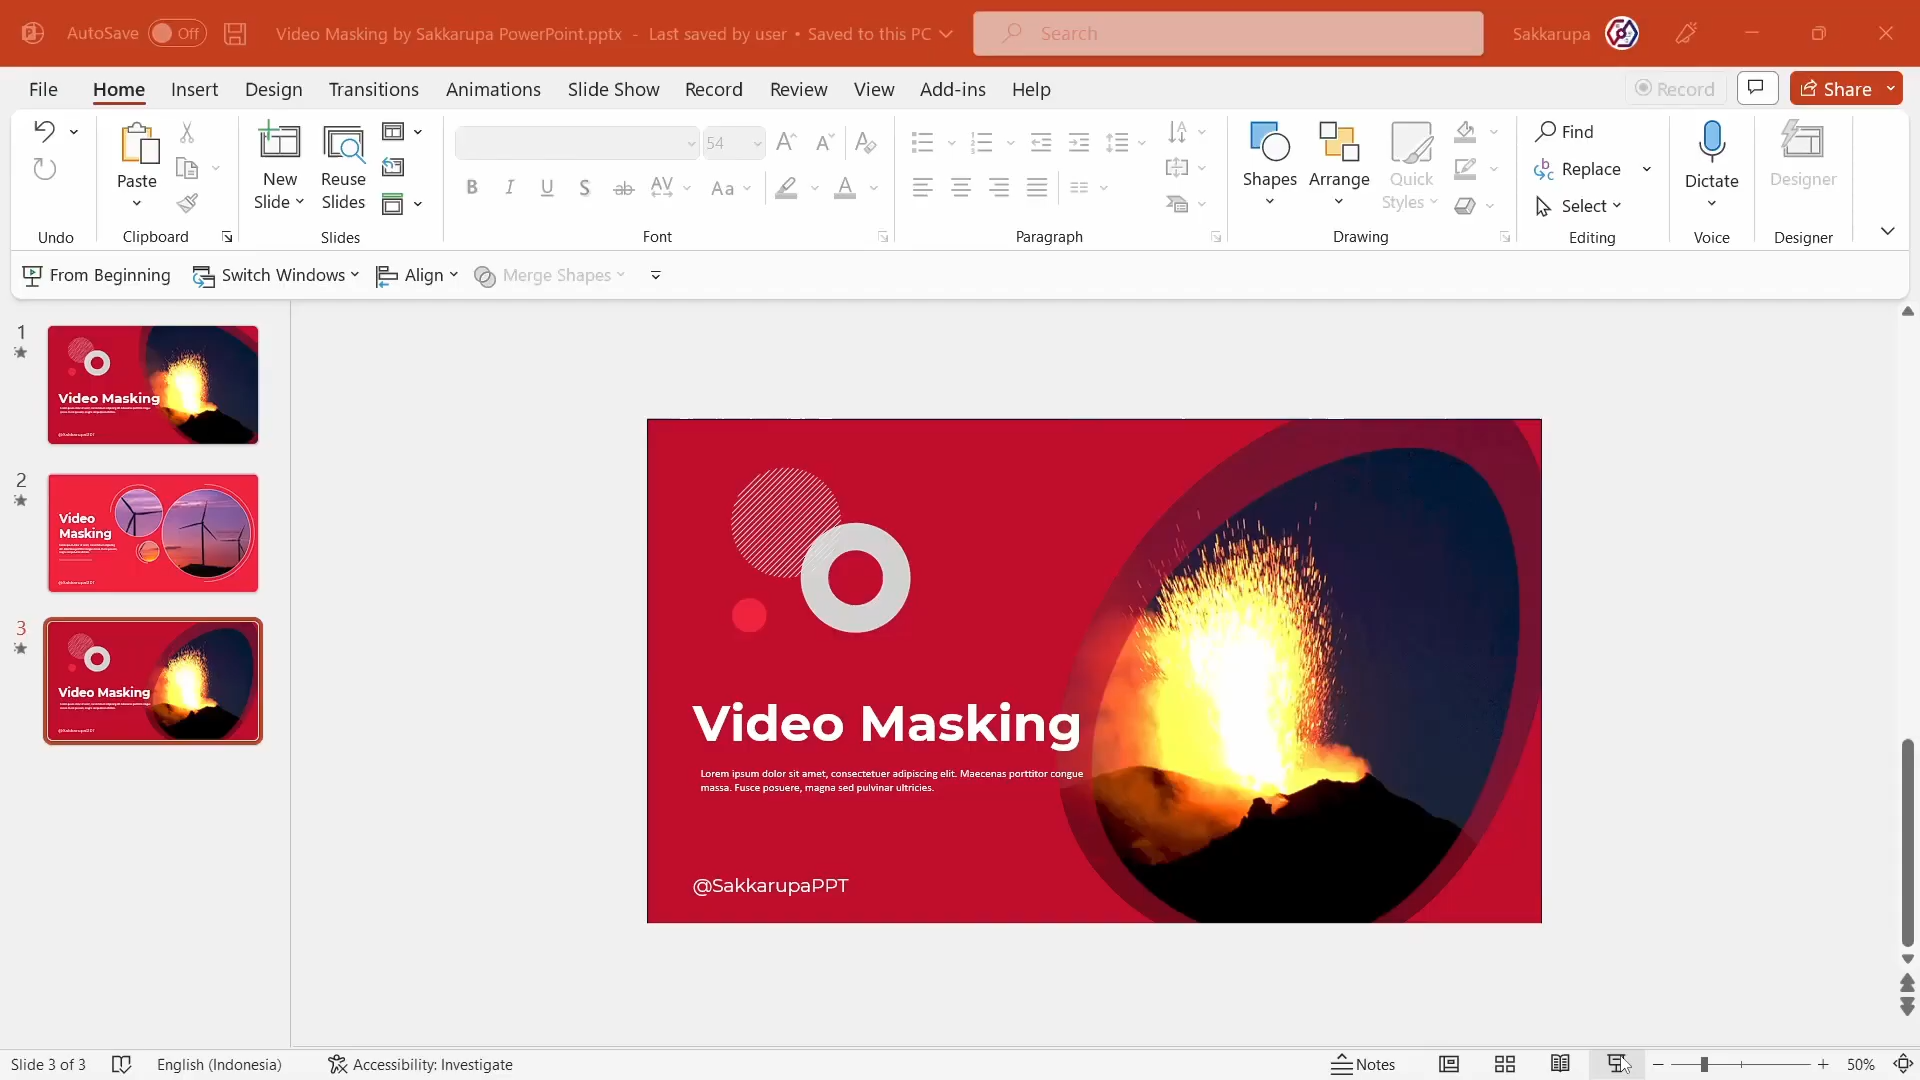 AutoSave Off Video Masking by Sakkarupa PowerPoint.pptx - Last saved by user • Saved to this PC Search Sakkarupa
File Home Insert Design Transitions Animations Slide Show Record Review View Add-ins Help Record Share
Paste
New
Slide
Reuse
Slides
54
Aa
Shapes
Arrange
Quick
Styles
Find
Replace
Select
Dictate
Designer
Undo Clipboard Slides Font Paragraph Drawing Editing Voice Designer
From Beginning Switch Windows Align Merge Shapes
1
Video Masking
2
Video
Masking
3
Video Masking
Video Masking
Lorem ipsum dolor sit amet, consectetuer adipiscing elit. Maecenas porttitor congue
massa. Fusce posuere, magna sed pulvinar ultricies.
@SakkarupaPPT
Slide 3 of 3 English (Indonesia) Accessibility: Investigate Notes 50%